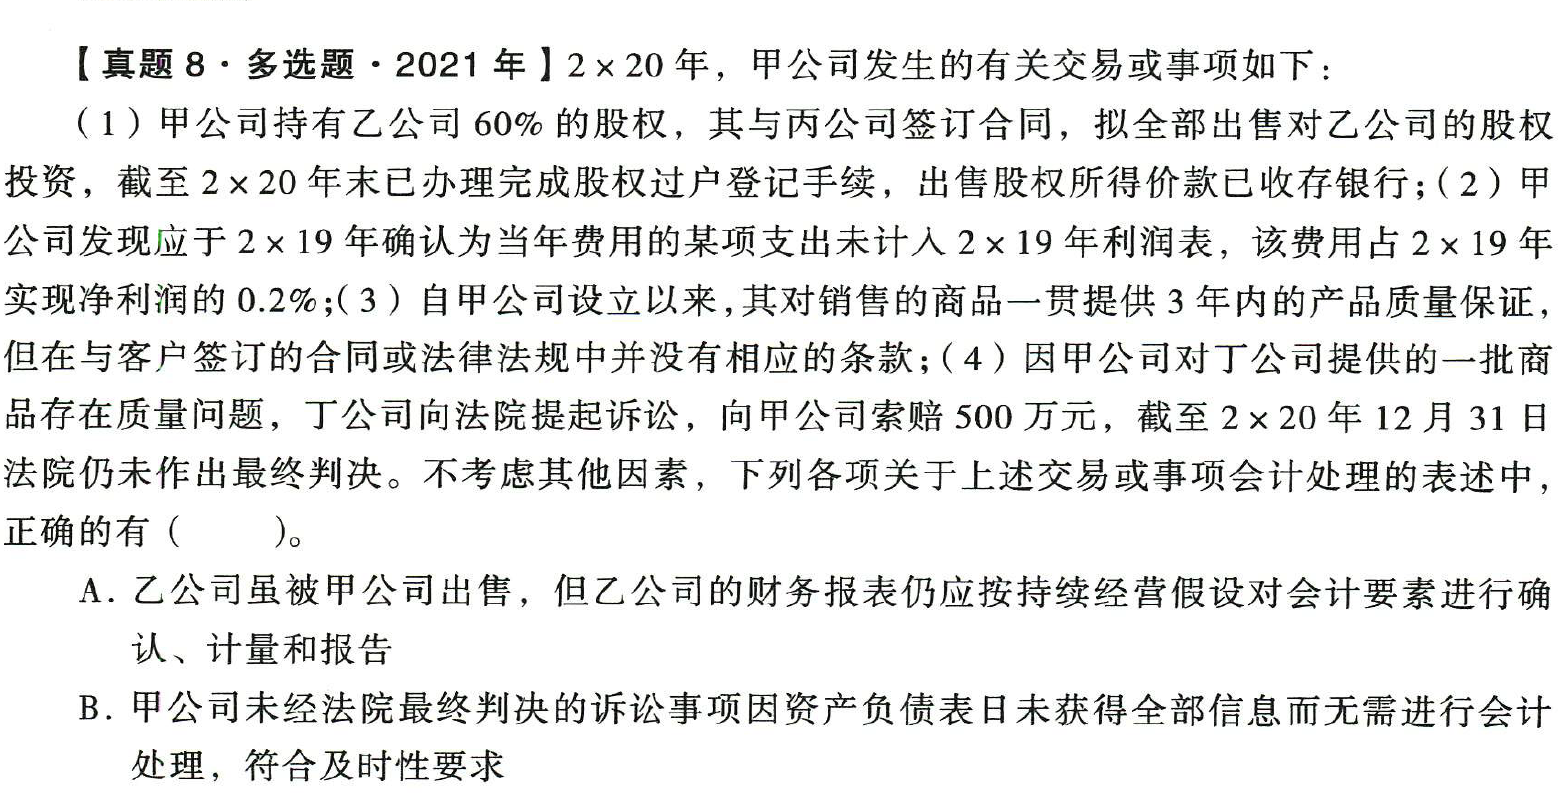 【真题 8·多选题·2021 年】2×20 年，甲公司发生的有关交易或事项如下：
（1）甲公司持有乙公司 60% 的股权，其与丙公司签订合同，拟全部出售对乙公司的股权
投资，截至 2×20 年末已办理完成股权过户登记手续，出售股权所得价款已收存银行；（2）甲
公司发现应于 2×19 年确认为当年费用的某项支出未计入 2×19 年利润表，该费用占 2×19 年
实现净利润的 0.2%；（3）自甲公司设立以来，其对销售的商品一贯提供 3 年内的产品质量保证，
但在与客户签订的合同或法律法规中并没有相应的条款；（4）因甲公司对丁公司提供的一批商
品存在质量问题，丁公司向法院提起诉讼，向甲公司索赔 500 万元，截至 2×20 年 12 月 31 日
法院仍未作出最终判决。不考虑其他因素，下列各项关于上述交易或事项会计处理的表述中，
正确的有（　　）。
A. 乙公司虽被甲公司出售，但乙公司的财务报表仍应按持续经营假设对会计要素进行确
认、计量和报告
B. 甲公司未经法院最终判决的诉讼事项因资产负债表日未获得全部信息而无需进行会计
处理，符合及时性要求